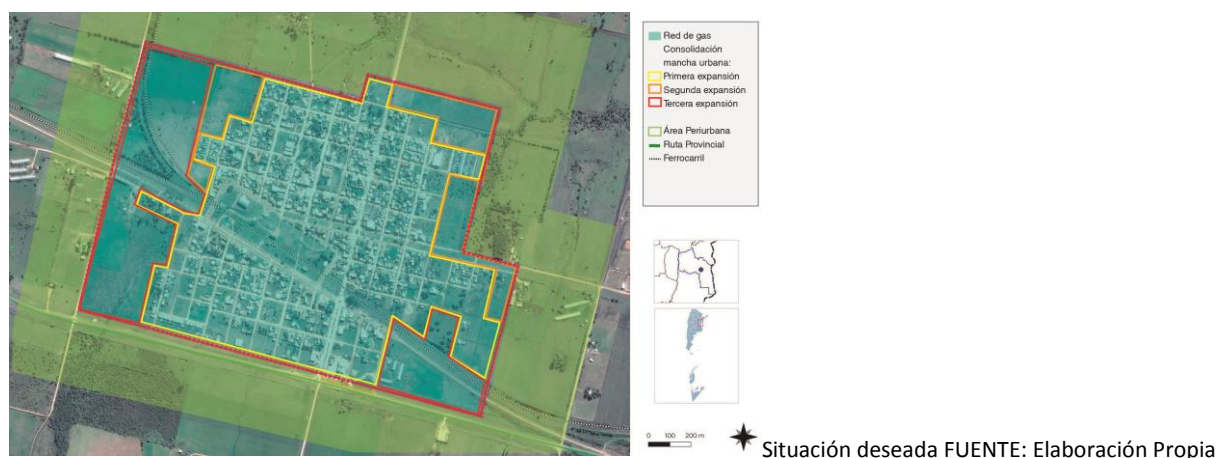 Red de gas
Consolidación
mancha urbana:
Primera expansión
Segunda expansión
Tercera expansión
Área Periurbana
Ruta Provincial
Ferrocarril
0 100 200 m
Situación deseada FUENTE: Elaboración Propia